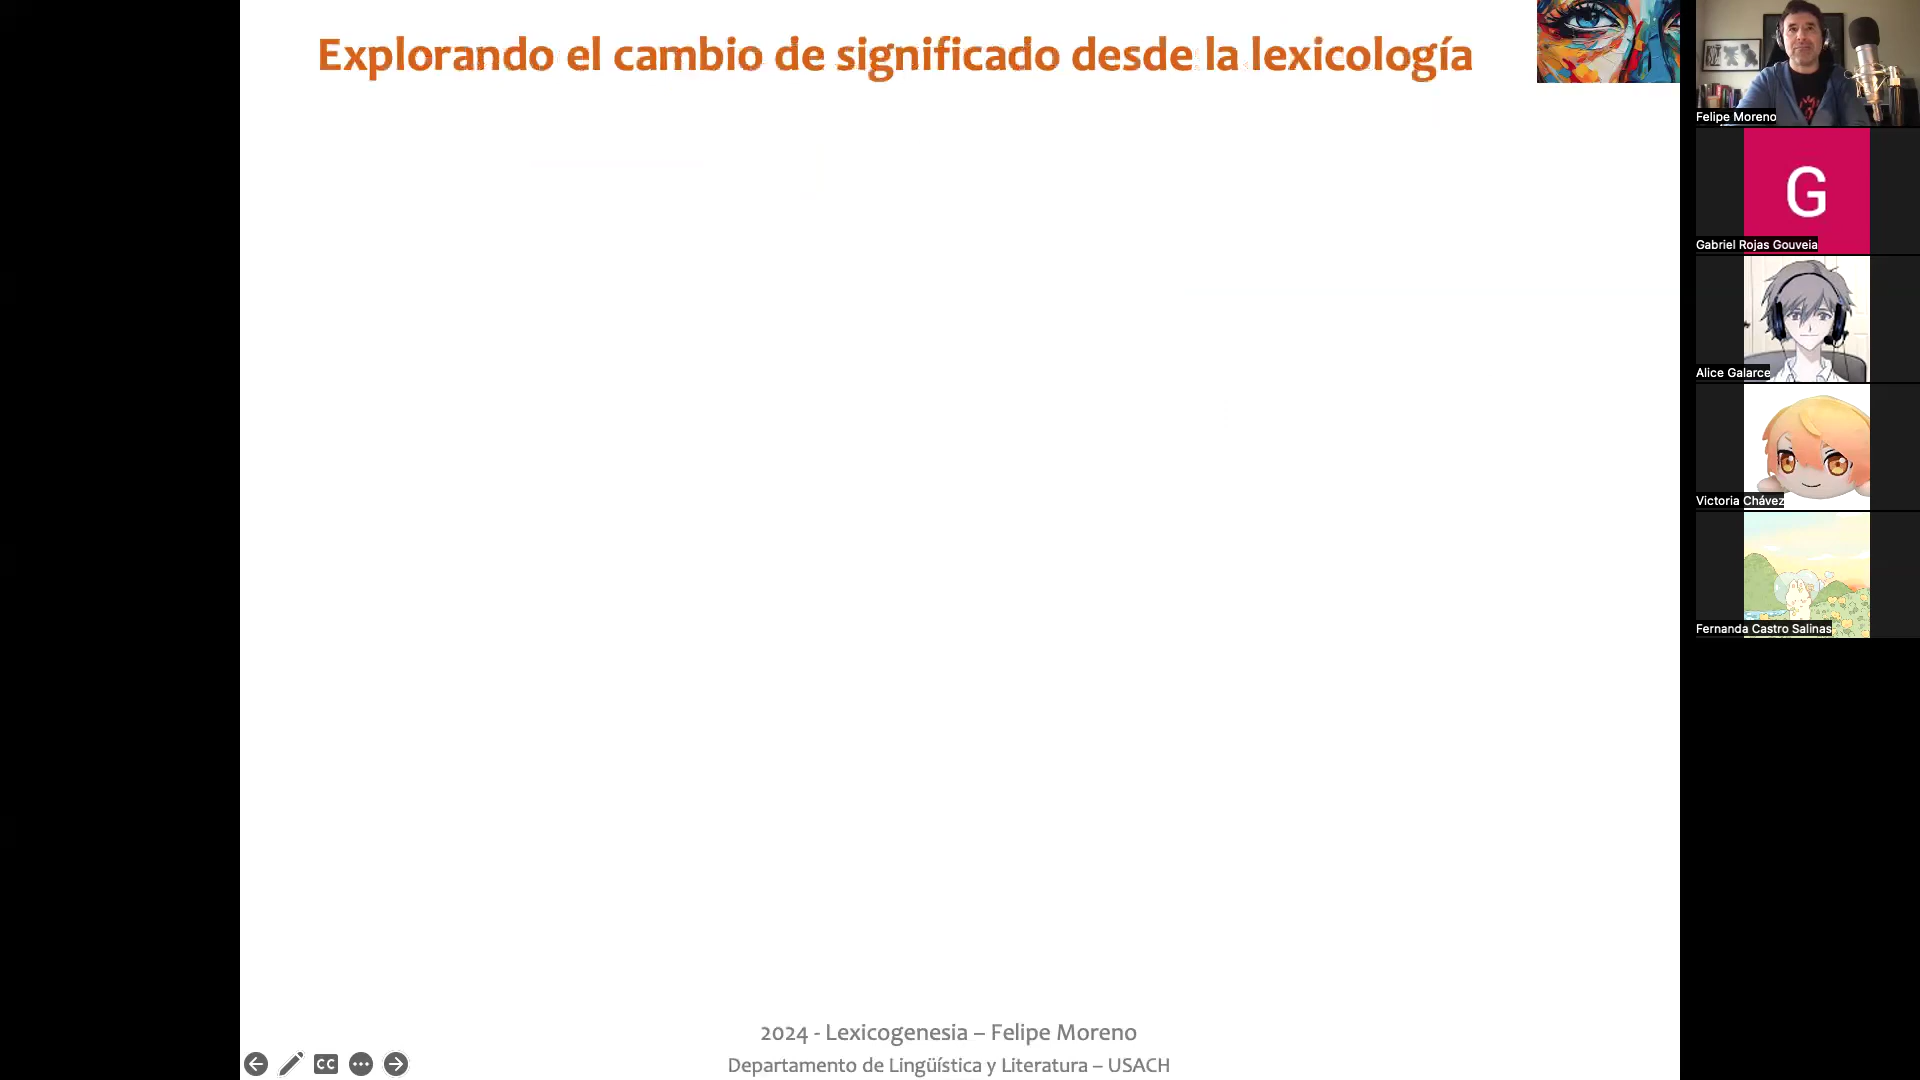 Explorando el cambio de significado desde la lexicología
Felipe Moreno
G
Gabriel Rojas Gouveia
Alice Galarce
Victoria Chávez
Fernanda Castro Salinas
2024 - Lexicogenesia – Felipe Moreno
Departamento de Lingüística y Literatura – USACH
CC